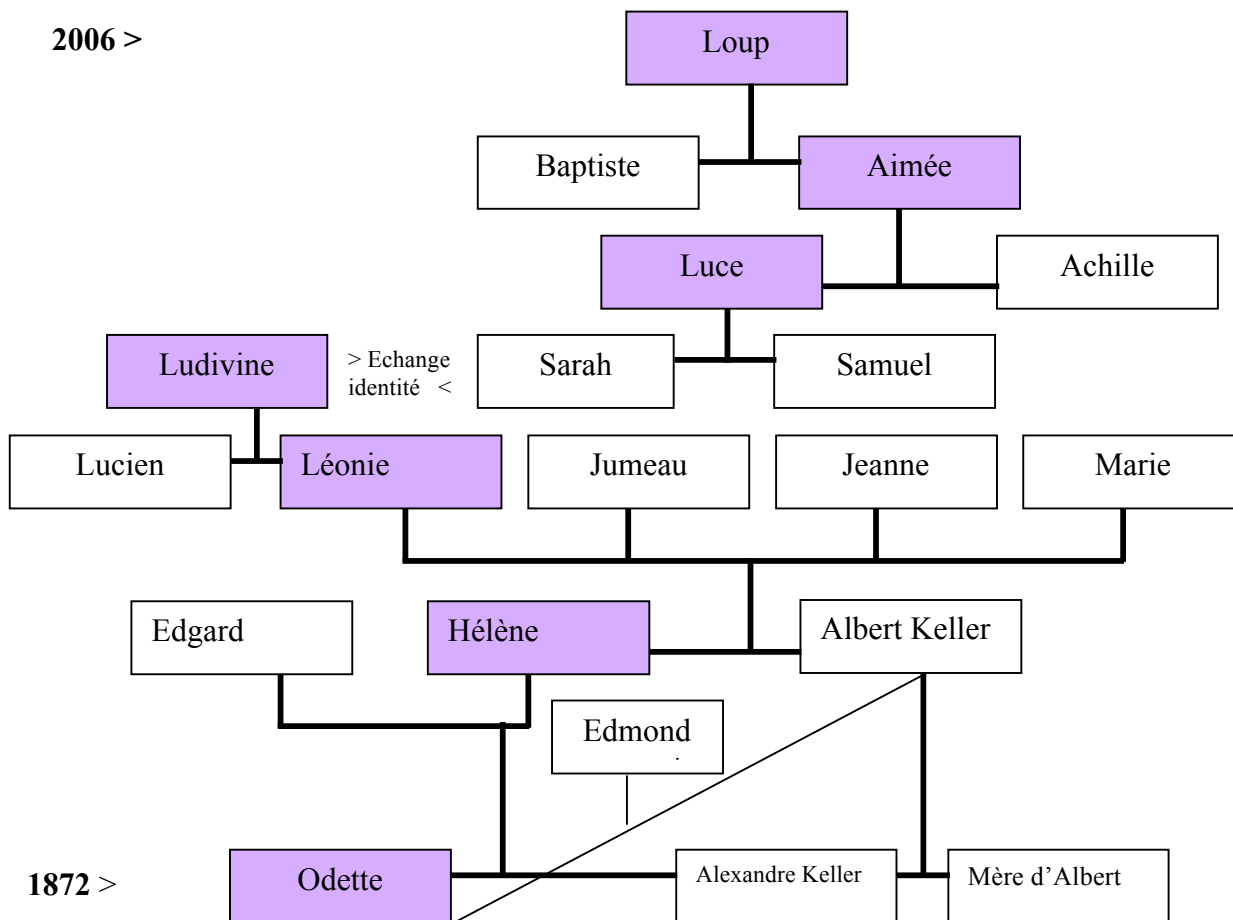 2006 >
Loup
Baptiste
Aimée
Luce
Achille
Ludivine
> Echange
identité <
Sarah
Samuel
Lucien
Léonie
Jumeau
Jeanne
Marie
Edgard
Hélène
Albert Keller
Edmond
.
1872 >
Odette
Alexandre Keller
Mère d’Albert